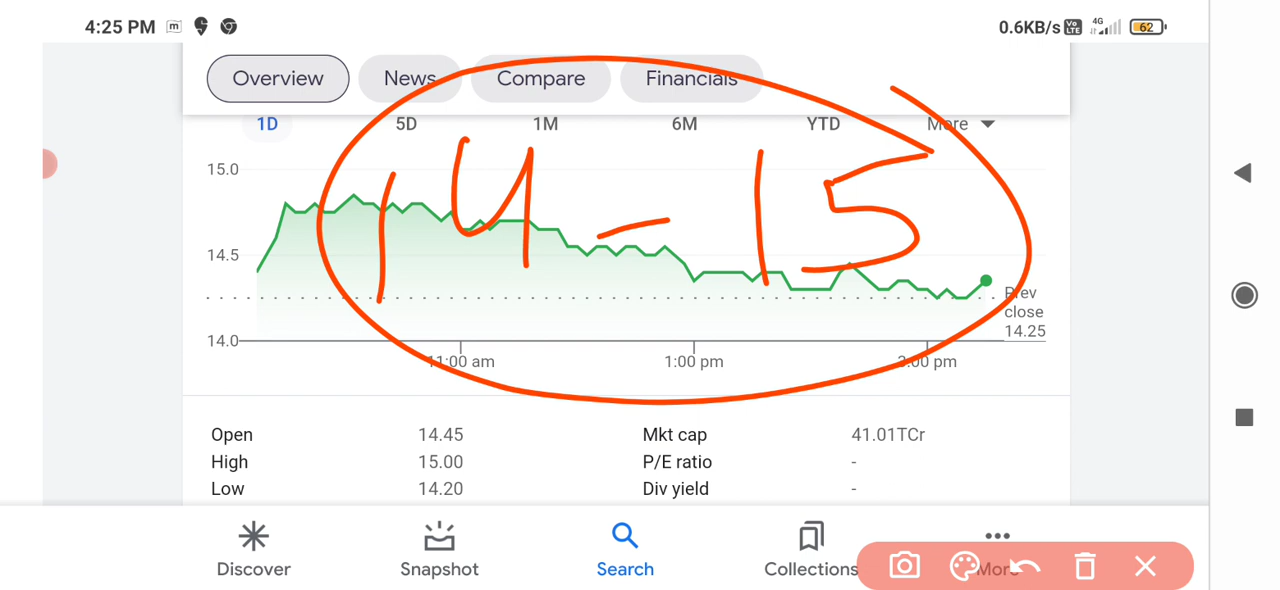 4:25 PM m 0.6KB/s Vo LTE 4G 62
Overview News Compare Financials
1D 5D 1M 6M YTD More
15.0
14 - 15
14.5
Prev
close
14.25
14.0
11:00 am 1:00 pm 3:00 pm
Open 14.45 Mkt cap 41.01TCr
High 15.00 P/E ratio -
Low 14.20 Div yield -
Discover Snapshot Search Collections More